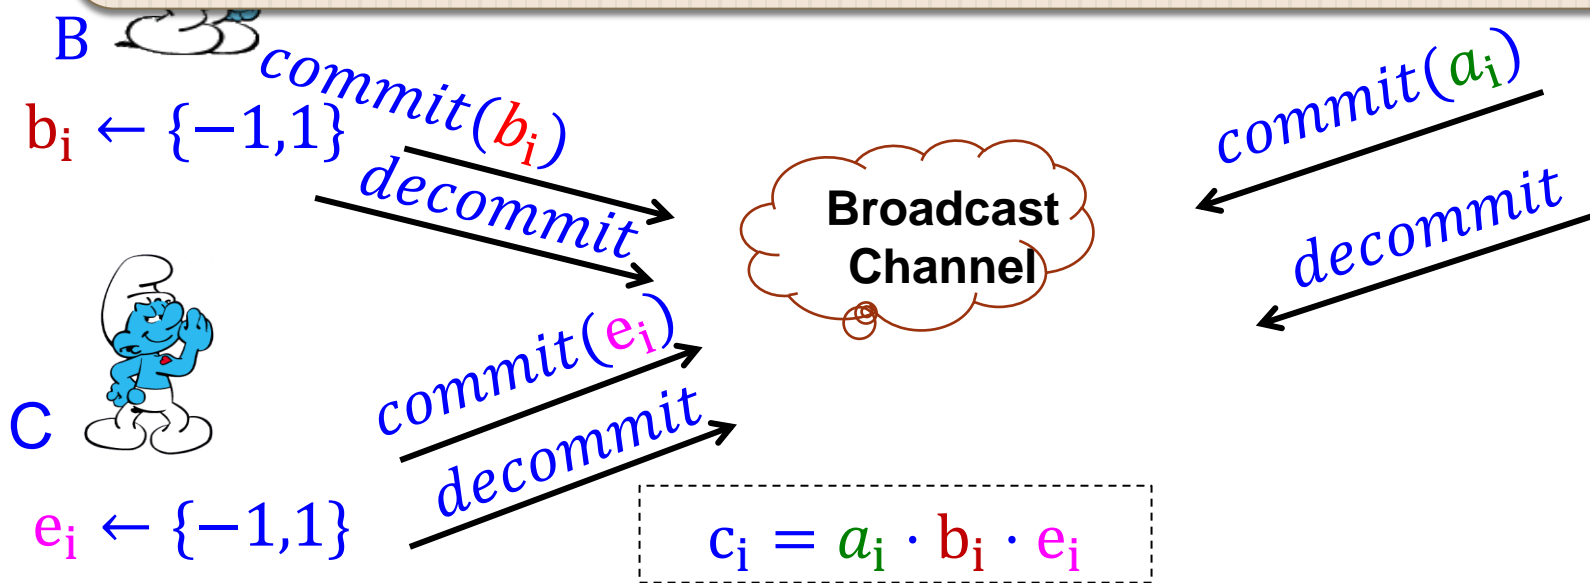 B
commit(bᵢ)
bᵢ ← {−1,1}
decommit
commit(aᵢ)
decommit
Broadcast
Channel
C
commit(eᵢ)
decommit
eᵢ ← {−1,1}
cᵢ = aᵢ · bᵢ · eᵢ